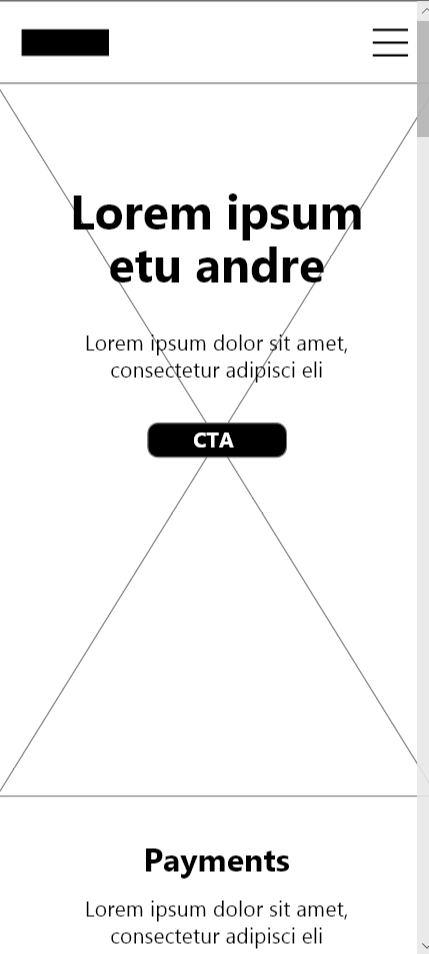 Lorem ipsum
etu andre
Lorem ipsum dolor sit amet,
consectetur adipisci eli
CTA
Payments
Lorem ipsum dolor sit amet,
consectetur adipisci eli